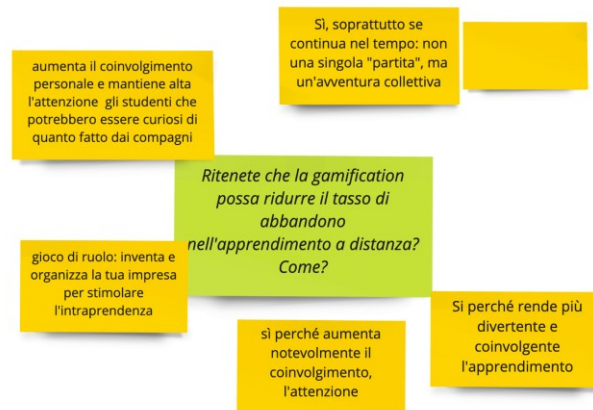 Sì, soprattutto se
continua nel tempo: non
una singola "partita", ma
un'avventura collettiva
aumenta il coinvolgimento
personale e mantiene alta
l'attenzione gli studenti che
potrebbero essere curiosi di
quanto fatto dai compagni
Ritenete che la gamification
possa ridurre il tasso di
abbandono
nell'apprendimento a distanza?
Come?
gioco di ruolo: inventa e
organizza la tua impresa
per stimolare
l'intraprendenza
sì perché aumenta
notevolmente il
coinvolgimento,
l'attenzione
Si perché rende più
divertente e
coinvolgente
l'apprendimento